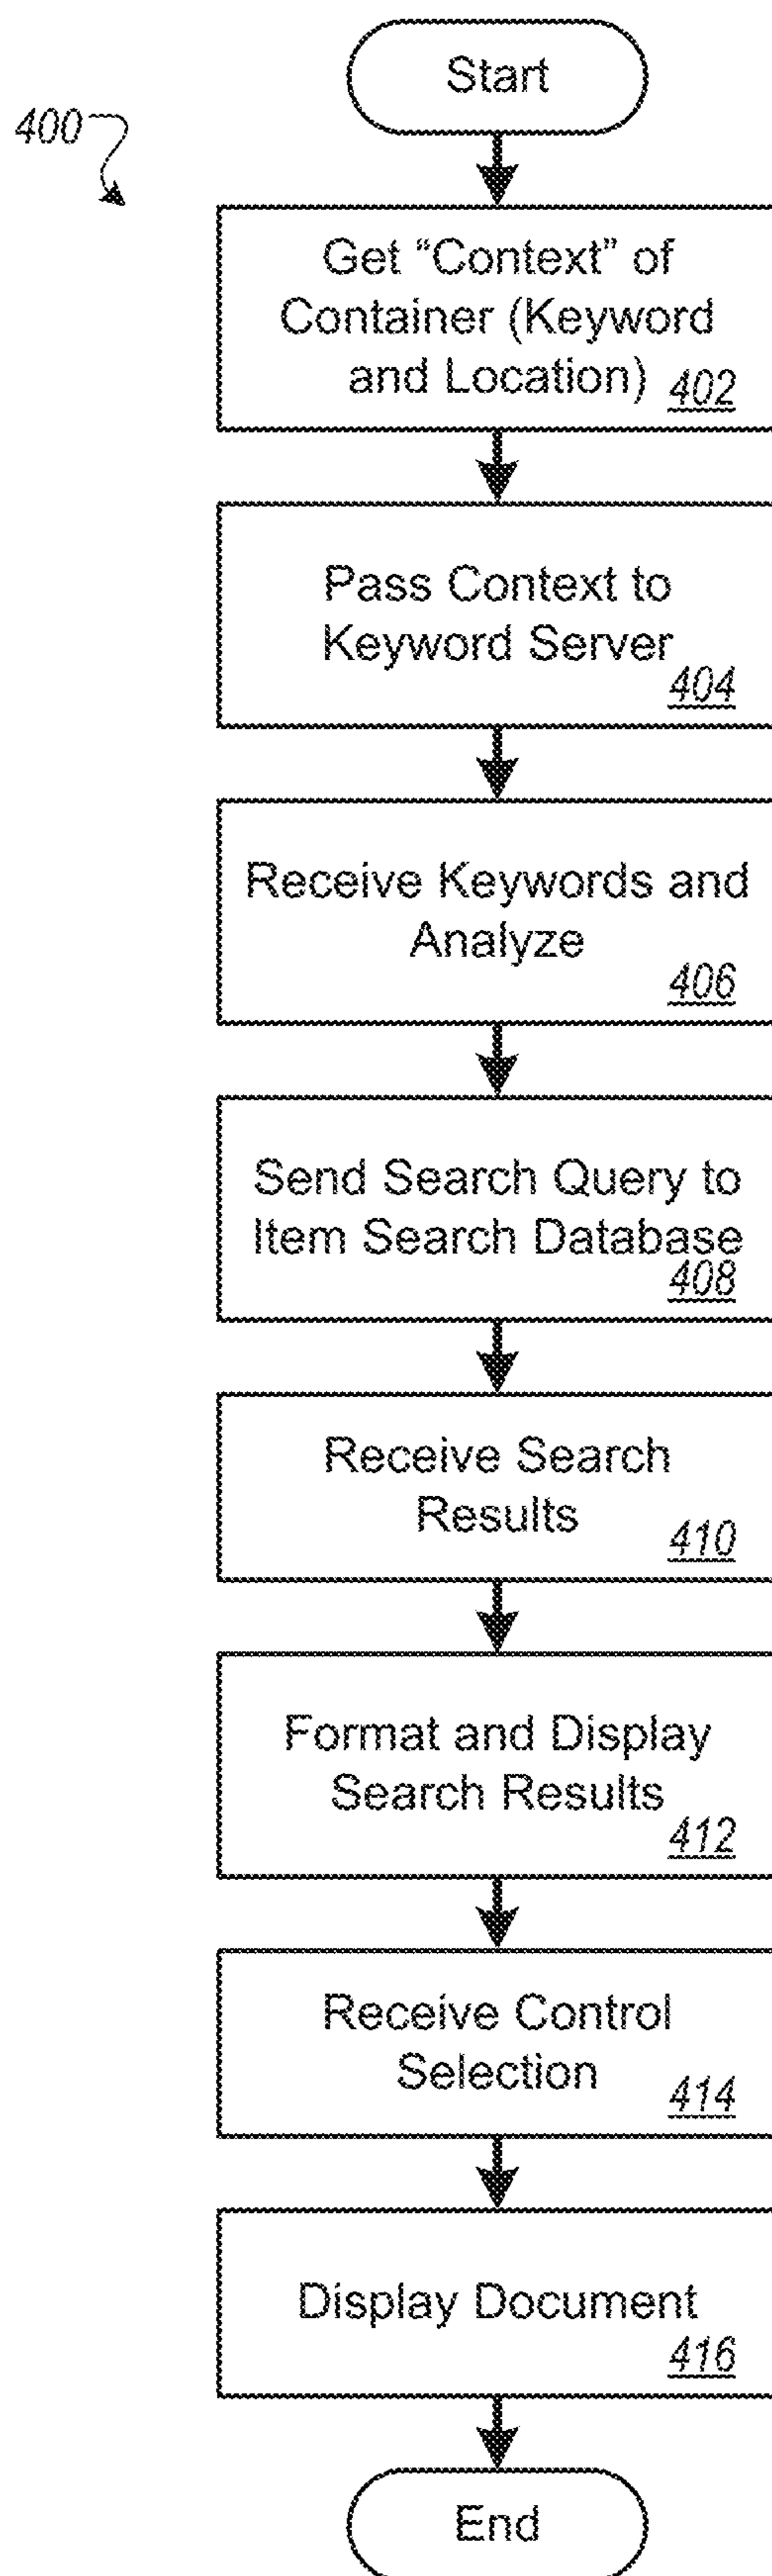 Start
400
Get “Context” of
Container (Keyword
and Location) 402
Pass Context to
Keyword Server
404
Receive Keywords and
Analyze
406
Send Search Query to
Item Search Database
408
Receive Search
Results
410
Format and Display
Search Results
412
Receive Control
Selection
414
Display Document
416
End